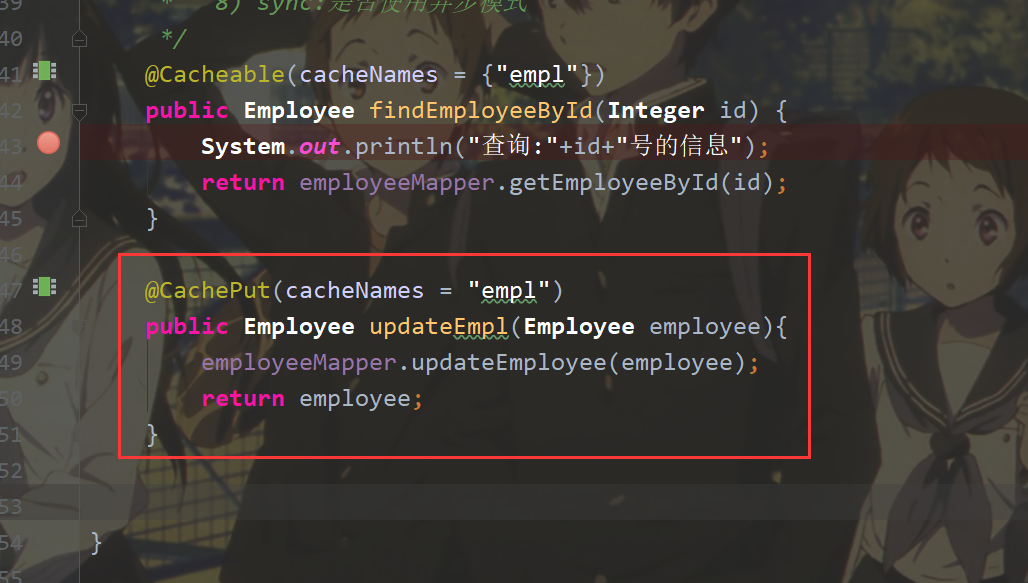 39 * 8) sync:是否使用异步模式
40 */
41 @Cacheable(cacheNames = {"empl"})
42 public Employee findEmployeeById(Integer id) {
43 System.out.println("查询:"+id+"号的信息");
44 return employeeMapper.getEmployeeById(id);
45 }
46
47 @CachePut(cacheNames = "empl")
48 public Employee updateEmpl(Employee employee){
49 employeeMapper.updateEmployee(employee);
50 return employee;
51 }
52
53
54 }
55